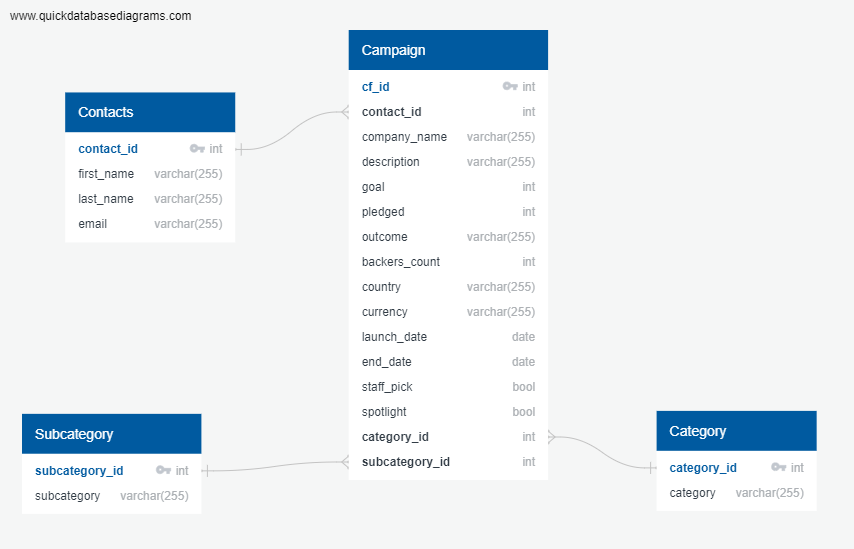 www.quickdatabasediagrams.com
Campaign
cf_id int
contact_id int
company_name varchar(255)
description varchar(255)
goal int
pledged int
outcome varchar(255)
backers_count int
country varchar(255)
currency varchar(255)
launch_date date
end_date date
staff_pick bool
spotlight bool
category_id int
subcategory_id int
Contacts
contact_id int
first_name varchar(255)
last_name varchar(255)
email varchar(255)
Subcategory
subcategory_id int
subcategory varchar(255)
Category
category_id int
category varchar(255)